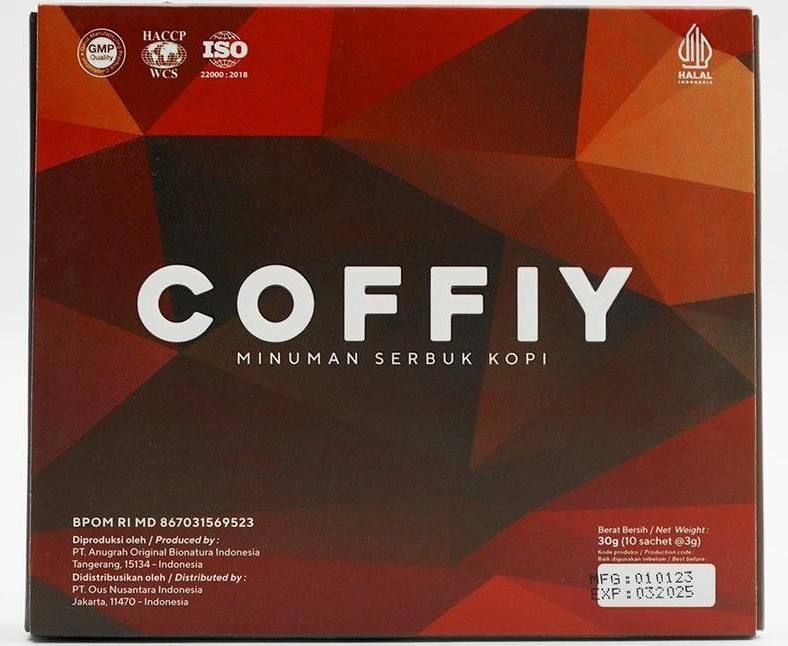 GMP
Quality
HACCP
WCS
ISO
22000 : 2018
HALAL
INDONESIA
COFFIY
MINUMAN SERBUK KOPI
BPOM RI MD 867031569523
Diproduksi oleh / Produced by :
PT. Anugrah Original Bionatura Indonesia
Tangerang, 15134 - Indonesia
Didistribusikan oleh / Distributed by :
PT. Ous Nusantara Indonesia
Jakarta, 11470 - Indonesia
Berat Bersih / Net Weight :
30g (10 sachet @3g)
Kode produksi / Production code :
Baik digunakan sebelum / Best before :
MFG : 010123
EXP : 032025